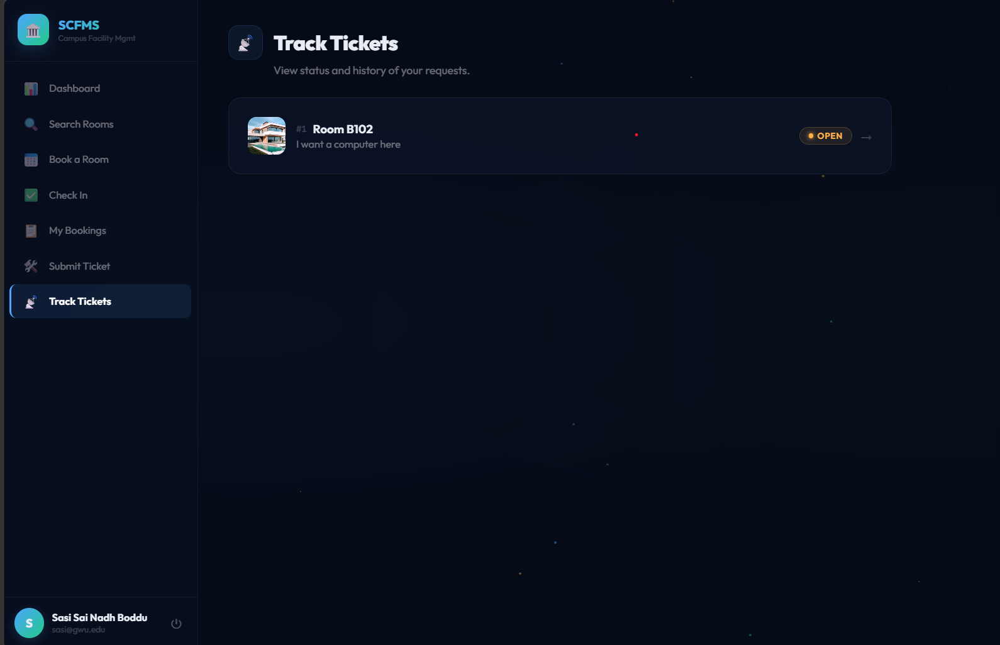 SCFMS
Campus Facility Mgmt
Dashboard
Search Rooms
Book a Room
Check In
My Bookings
Submit Ticket
Track Tickets
S
Sasi Sai Nadh Boddu
sasi@gwu.edu
Track Tickets
View status and history of your requests.
#1 Room B102
I want a computer here
OPEN →